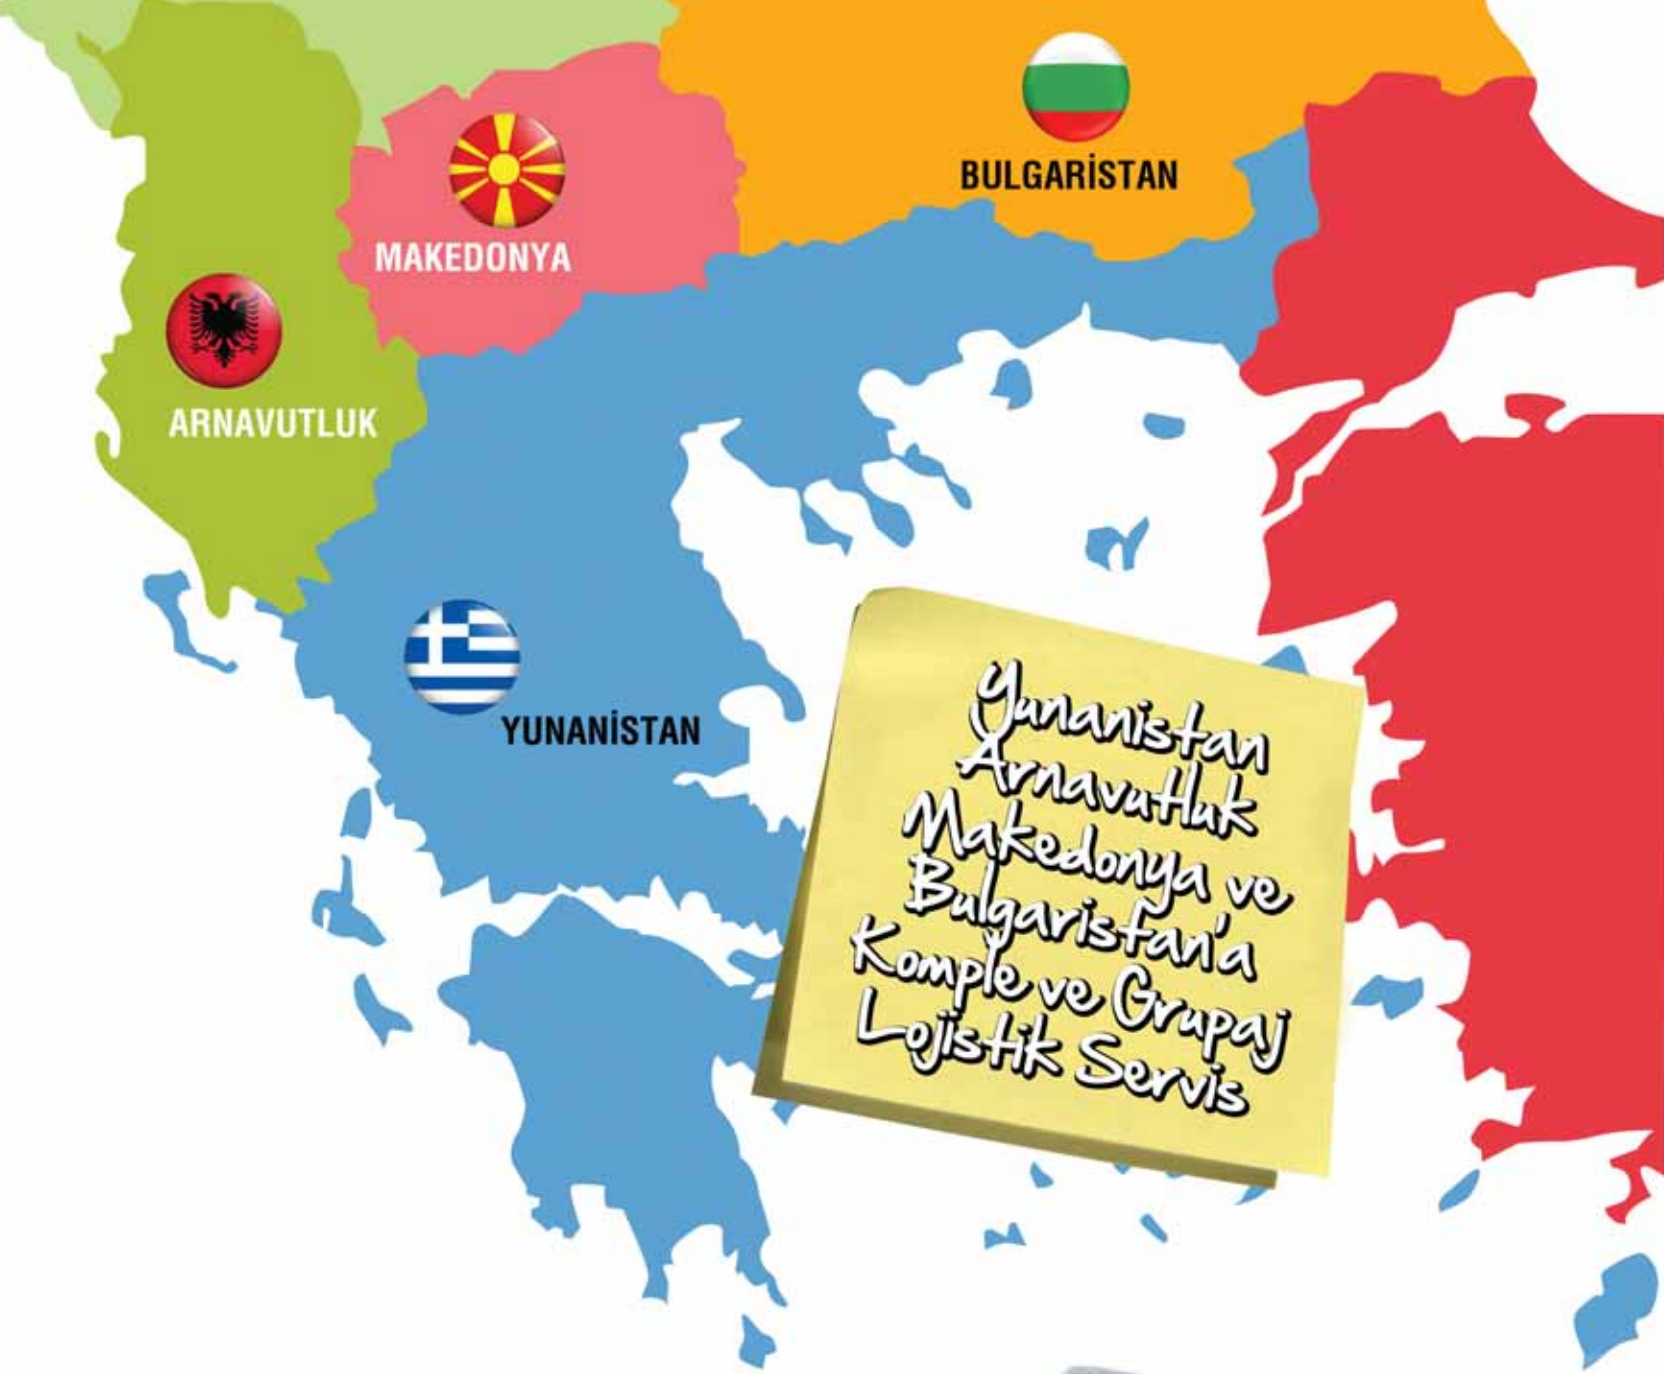 BULGARİSTAN
MAKEDONYA
ARNAVUTLUK
YUNANİSTAN
Yunanistan
Arnavutluk
Makedonya ve
Bulgaristan'a
Komple ve Grupaj
Lojistik Servis